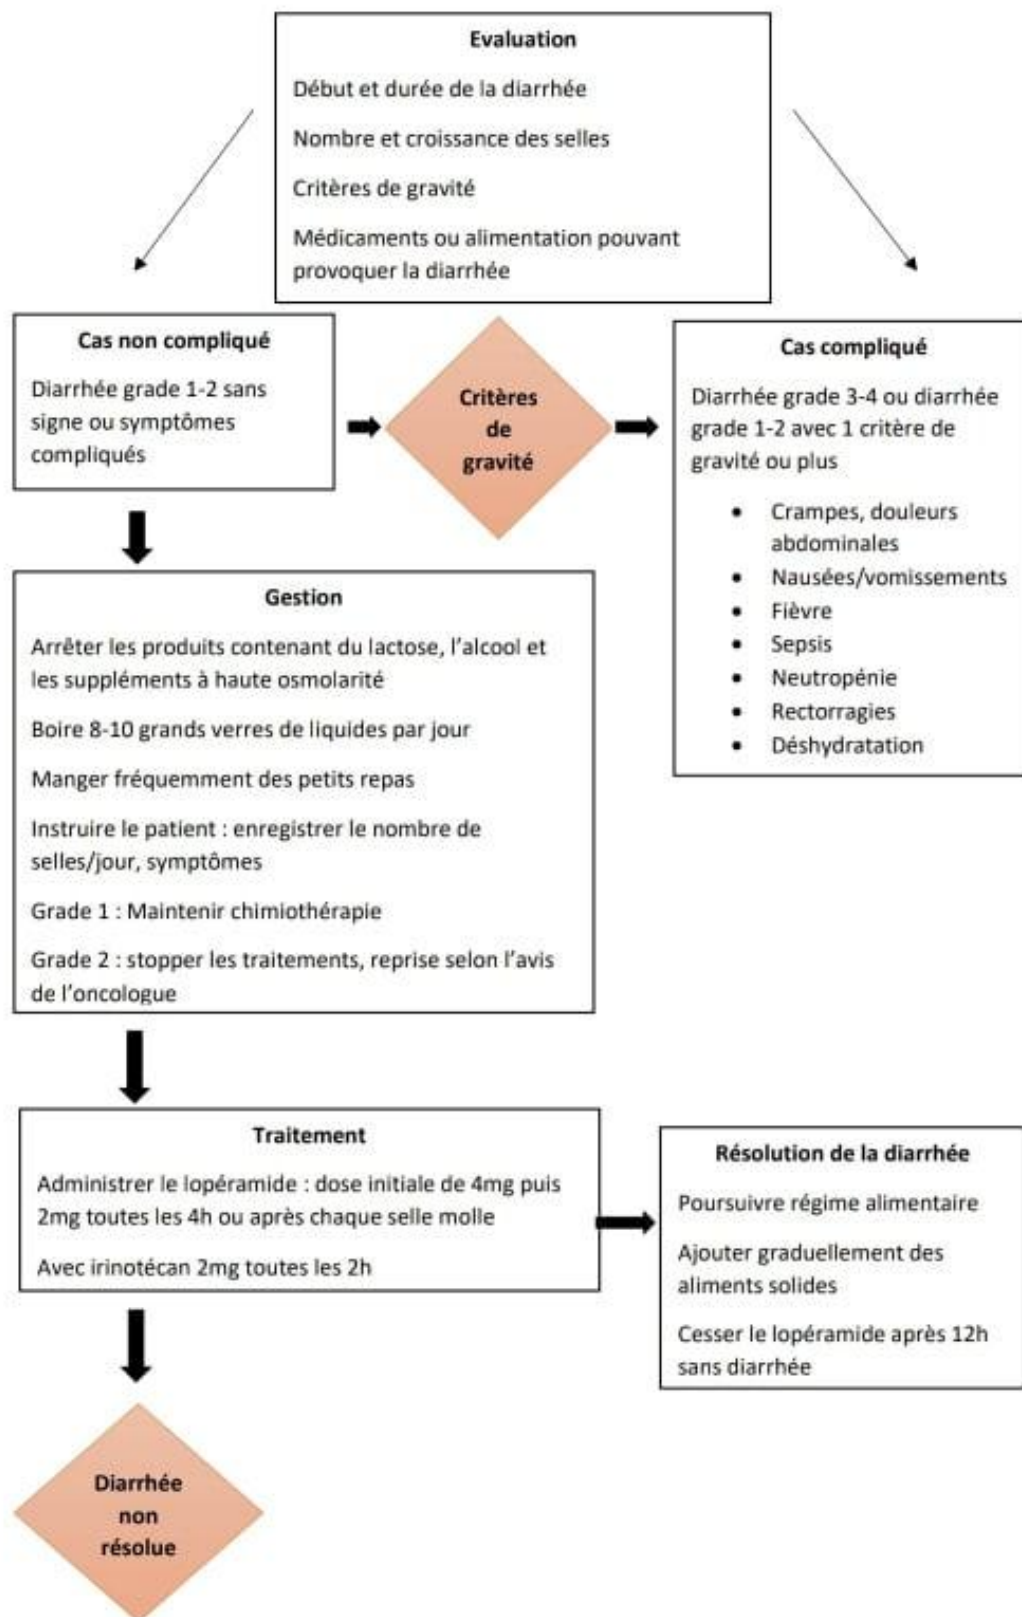 Evaluation
Début et durée de la diarrhée
Nombre et croissance des selles
Critères de gravité
Médicaments ou alimentation pouvant
provoquer la diarrhée
Cas non compliqué
Diarrhée grade 1-2 sans
signe ou symptômes
compliqués
Critères
de
gravité
Cas compliqué
Diarrhée grade 3-4 ou diarrhée
grade 1-2 avec 1 critère de
gravité ou plus
• Crampes, douleurs
abdominales
• Nausées/vomissements
• Fièvre
• Sepsis
• Neutropénie
• Rectorragies
• Déshydratation
Gestion
Arrêter les produits contenant du lactose, l'alcool et
les suppléments à haute osmolarité
Boire 8-10 grands verres de liquides par jour
Manger fréquemment des petits repas
Instruire le patient : enregistrer le nombre de
selles/jour, symptômes
Grade 1 : Maintenir chimiothérapie
Grade 2 : stopper les traitements, reprise selon l'avis
de l'oncologue
Traitement
Administrer le lopéramide : dose initiale de 4mg puis
2mg toutes les 4h ou après chaque selle molle
Avec irinotécan 2mg toutes les 2h
Résolution de la diarrhée
Poursuivre régime alimentaire
Ajouter graduellement des
aliments solides
Cesser le lopéramide après 12h
sans diarrhée
Diarrhée
non
résolue